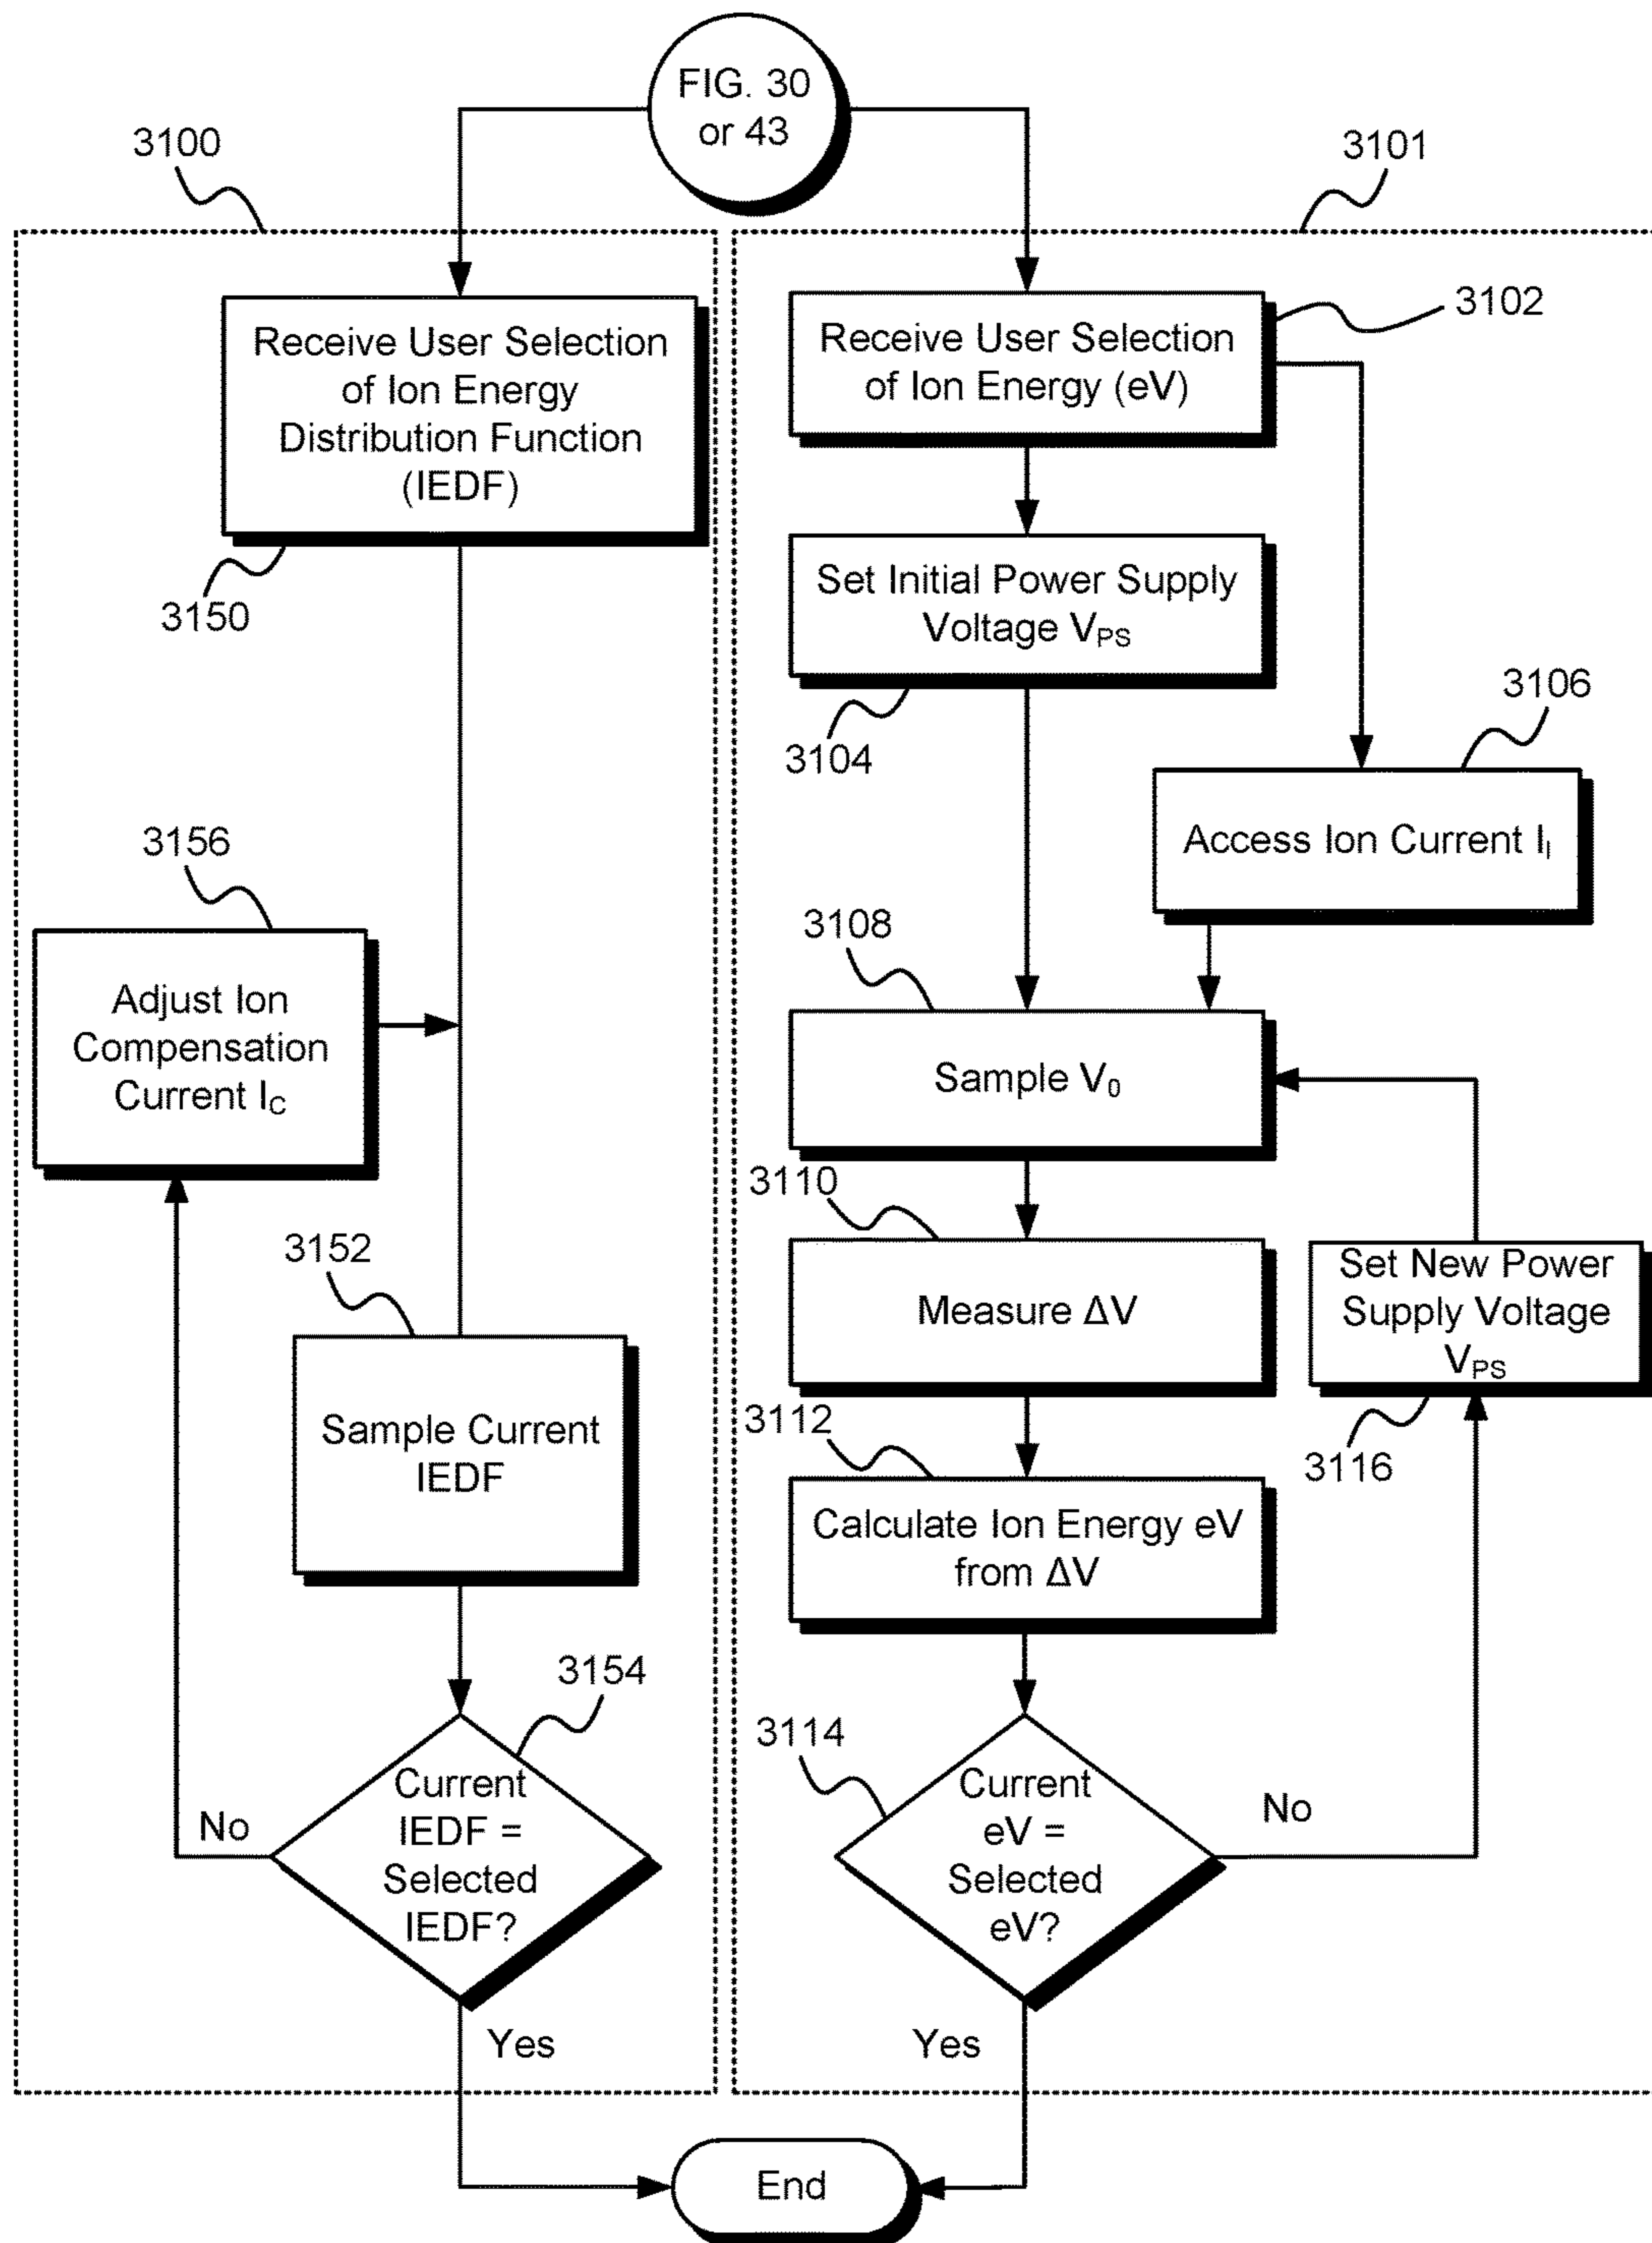 FIG. 30
or 43
3100
3101
Receive User Selection
of Ion Energy
Distribution Function
(IEDF)
3150
Receive User Selection
of Ion Energy (eV)
3102
Set Initial Power Supply
Voltage VPS
3104
3106
Access Ion Current II
3156
Adjust Ion
Compensation
Current IC
3108
Sample V0
3110
Measure ΔV
3152
Sample Current
IEDF
Set New Power
Supply Voltage
VPS
3116
3112
Calculate Ion Energy eV
from ΔV
3154
Current
IEDF =
Selected
IEDF?
No
Yes
3114
Current
eV =
Selected
eV?
No
Yes
End